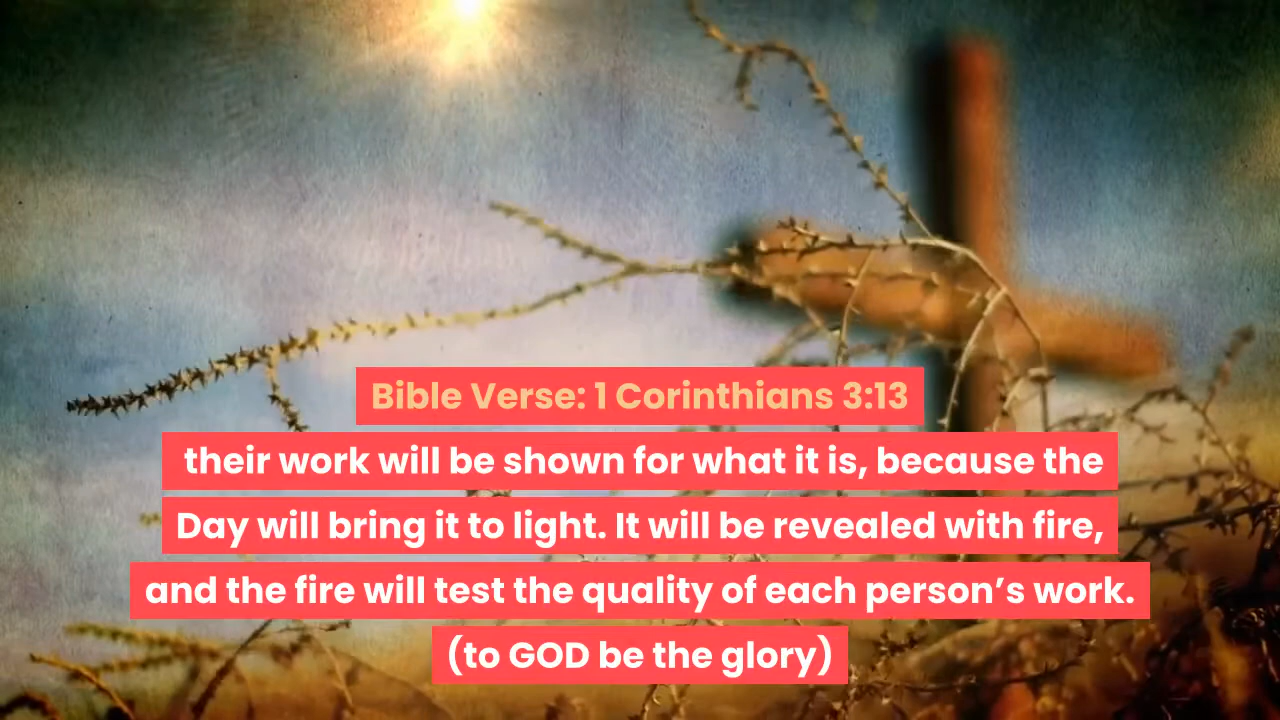 Bible Verse: 1 Corinthians 3:13
their work will be shown for what it is, because the
Day will bring it to light. It will be revealed with fire,
and the fire will test the quality of each person’s work.
(to GOD be the glory)